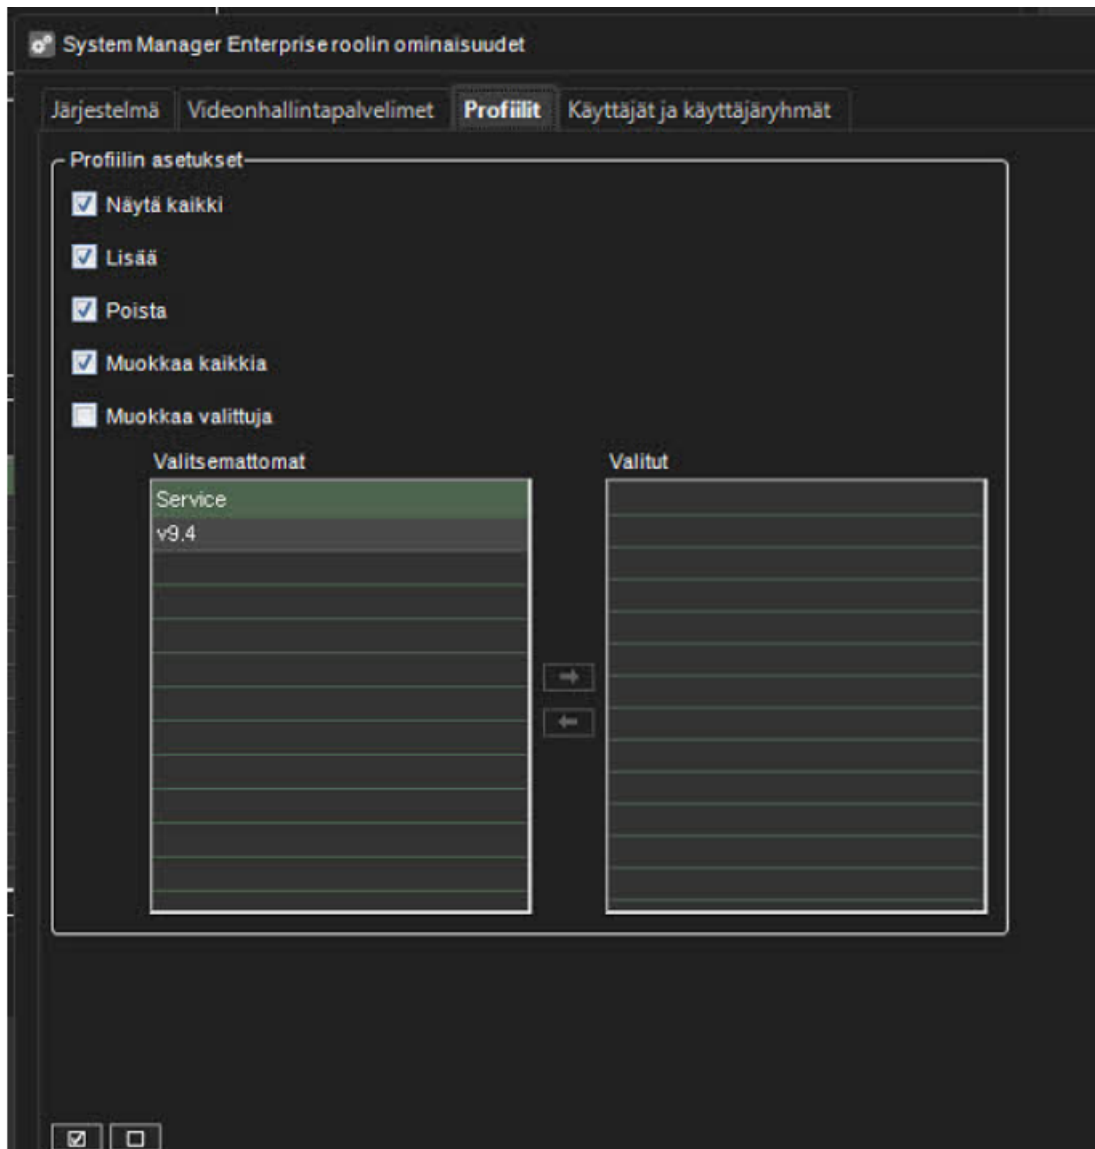 System Manager Enterprise roolin ominaisuudet
Järjestelmä Videonhallintapalvelimet Profiilit Käyttäjät ja käyttäjäryhmät
Profiilin asetukset
Näytä kaikki
Lisää
Poista
Muokkaa kaikkia
Muokkaa valittuja
Valitsemattomat Valitut
Service
v9.4